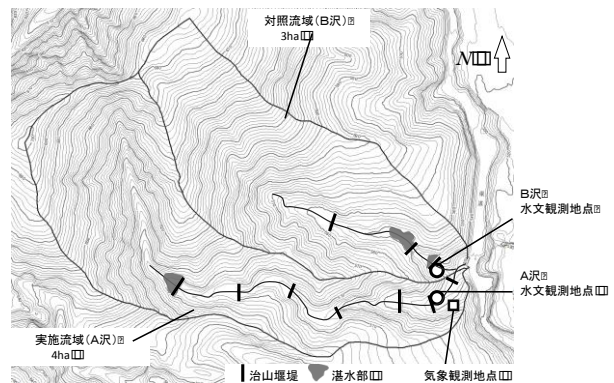 対照流域(B沢)
3ha
N
B沢
水文観測地点
A沢
水文観測地点
実施流域(A沢)
4ha
治山堰堤
湛水部
気象観測地点